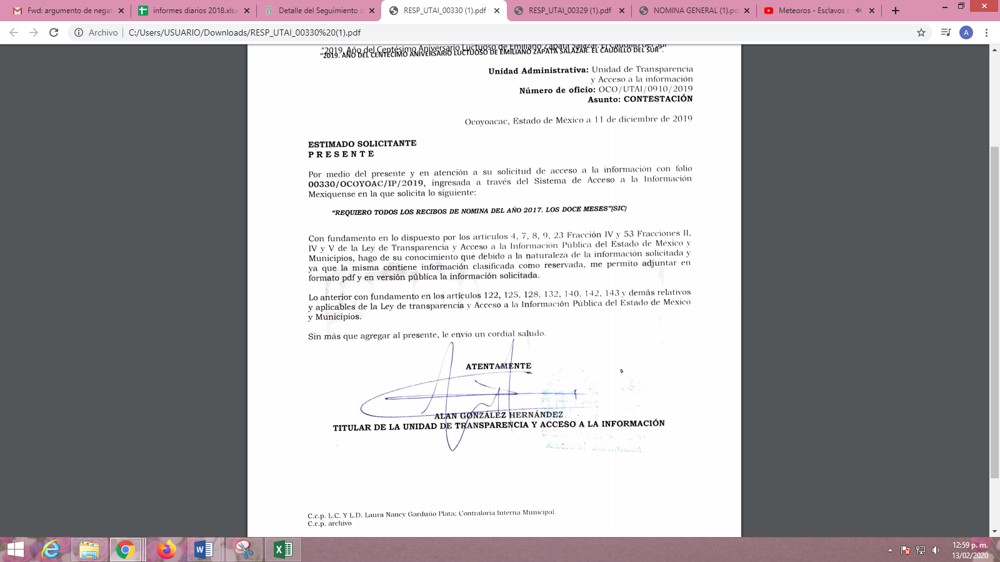 Fwd: argumento de negat
informes diarios 2018.xlsx
Detalle del Seguimiento d
RESP_UTAI_00330 (1).pdf
RESP_UTAI_00329 (1).pdf
NOMINA GENERAL (1).pd
Meteoros - Esclavos d
Archivo
C:/Users/USUARIO/Downloads/RESP_UTAI_00330%20(1).pdf
A
"2019. Año del Centésimo Aniversario Luctuoso de Emiliano Zapata Salazar. El Caudillo del Sur"
"2019. AÑO DEL CENTECIMO ANIVERSARIO LUCTUOSO DE EMILIANO ZAPATA SALAZAR. EL CAUDILLO DEL SUR".
Unidad Administrativa: Unidad de Transparencia
y Acceso a la información
Número de oficio: OCO/UTAI/0910/2019
Asunto: CONTESTACIÓN
Ocoyoacac, Estado de México a 11 de diciembre de 2019
ESTIMADO SOLICITANTE
P R E S E N T E
Por medio del presente y en atención a su solicitud de acceso a la información con folio
00330/OCOYOAC/IP/2019, ingresada a través del Sistema de Acceso a la Información
Mexiquense en la que solicita lo siguiente:
"REQUIERO TODOS LOS RECIBOS DE NOMINA DEL AÑO 2017. LOS DOCE MESES"(SIC)
Con fundamento en lo dispuesto por los artículos 4, 7, 8, 9, 23 Fracción IV y 53 Fracciones II,
IV y V de la Ley de Transparencia y Acceso a la Información Pública del Estado de México y
Municipios, hago de su conocimiento que debido a la naturaleza de la información solicitada y
ya que la misma contiene información clasificada como reservada, me permito adjuntar en
formato pdf y en versión pública la información solicitada.
Lo anterior con fundamento en los artículos 122, 125, 128, 132, 140, 142, 143 y demás relativos
y aplicables de la Ley de transparencia y Acceso a la Información Pública del Estado de México
y Municipios.
Sin más que agregar al presente, le envío un cordial saludo.
ATENTAMENTE
ALAN GONZÁLEZ HERNÁNDEZ
TITULAR DE LA UNIDAD DE TRANSPARENCIA Y ACCESO A LA INFORMACIÓN
C.c.p. L.C. Y L.D. Laura Nancy Garduño Plata; Contraloría Interna Municipal.
C.c.p. archivo
12:59 p. m.
13/02/2020